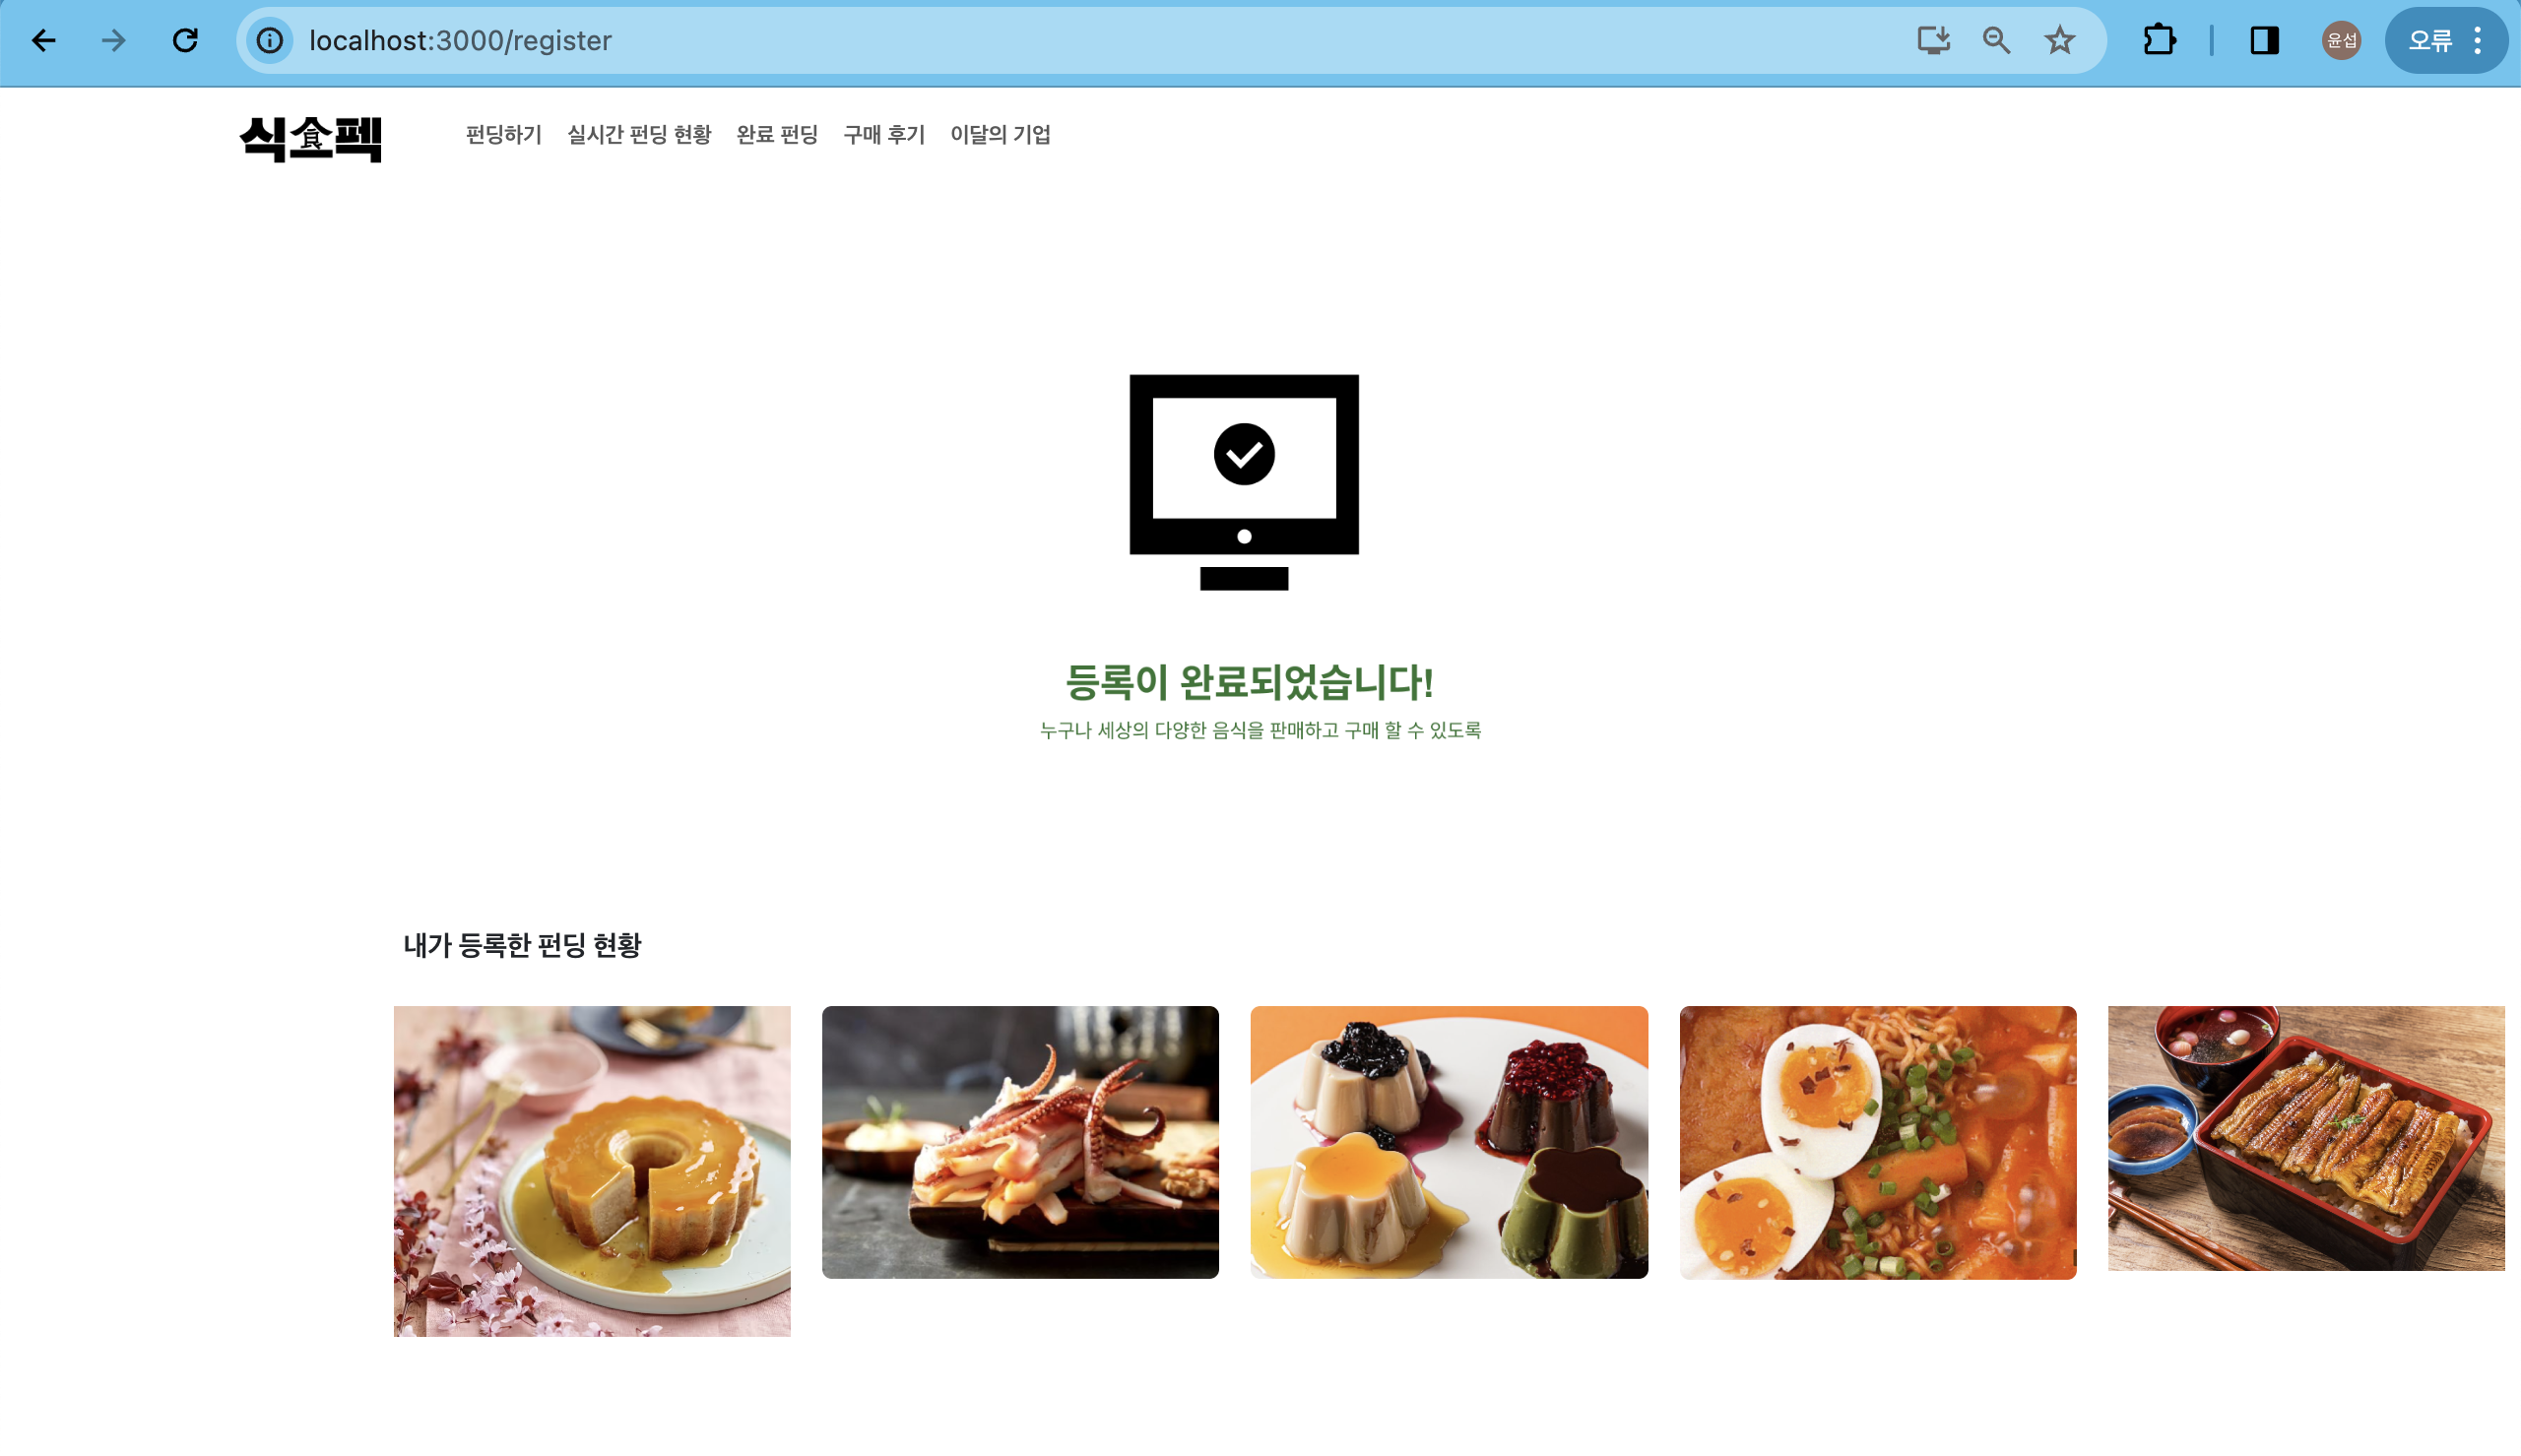 localhost:3000/register
윤섭
오류
식스펙
食
펀딩하기 실시간 펀딩 현황 완료 펀딩 구매 후기 이달의 기업
등록이 완료되었습니다!
누구나 세상의 다양한 음식을 판매하고 구매 할 수 있도록
내가 등록한 펀딩 현황